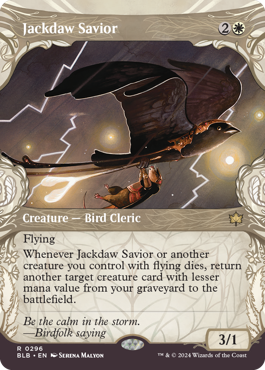 Jackdaw Savior 2
Creature — Bird Cleric
Flying
Whenever Jackdaw Savior or another
creature you control with flying dies, return
another target creature card with lesser
mana value from your graveyard to the
battlefield.
Be the calm in the storm.
—Birdfolk saying
3/1
R 0296
BLB • EN SERENA MALYON
™ & © 2024 Wizards of the Coast